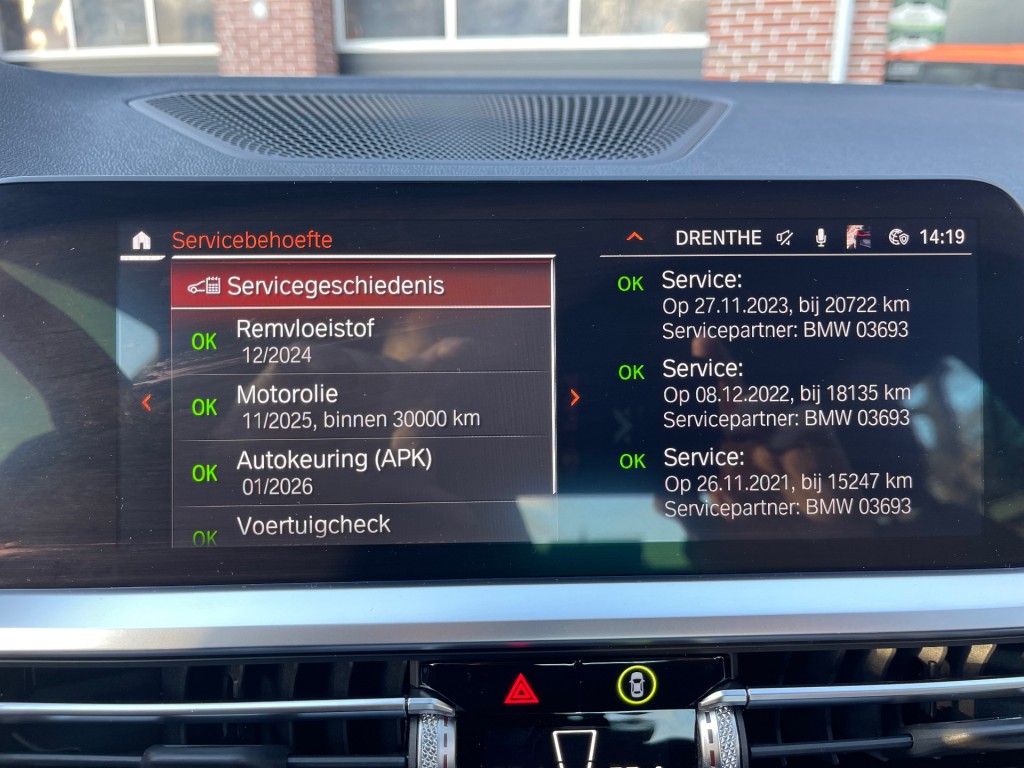 Servicebehoefte
DRENTHE 14:19
Servicegeschiedenis
OK Remvloeistof
12/2024
OK Motorolie
11/2025, binnen 30000 km
OK Autokeuring (APK)
01/2026
OK Voertuigcheck
OK Service:
Op 27.11.2023, bij 20722 km
Servicepartner: BMW 03693
OK Service:
Op 08.12.2022, bij 18135 km
Servicepartner: BMW 03693
OK Service:
Op 26.11.2021, bij 15247 km
Servicepartner: BMW 03693